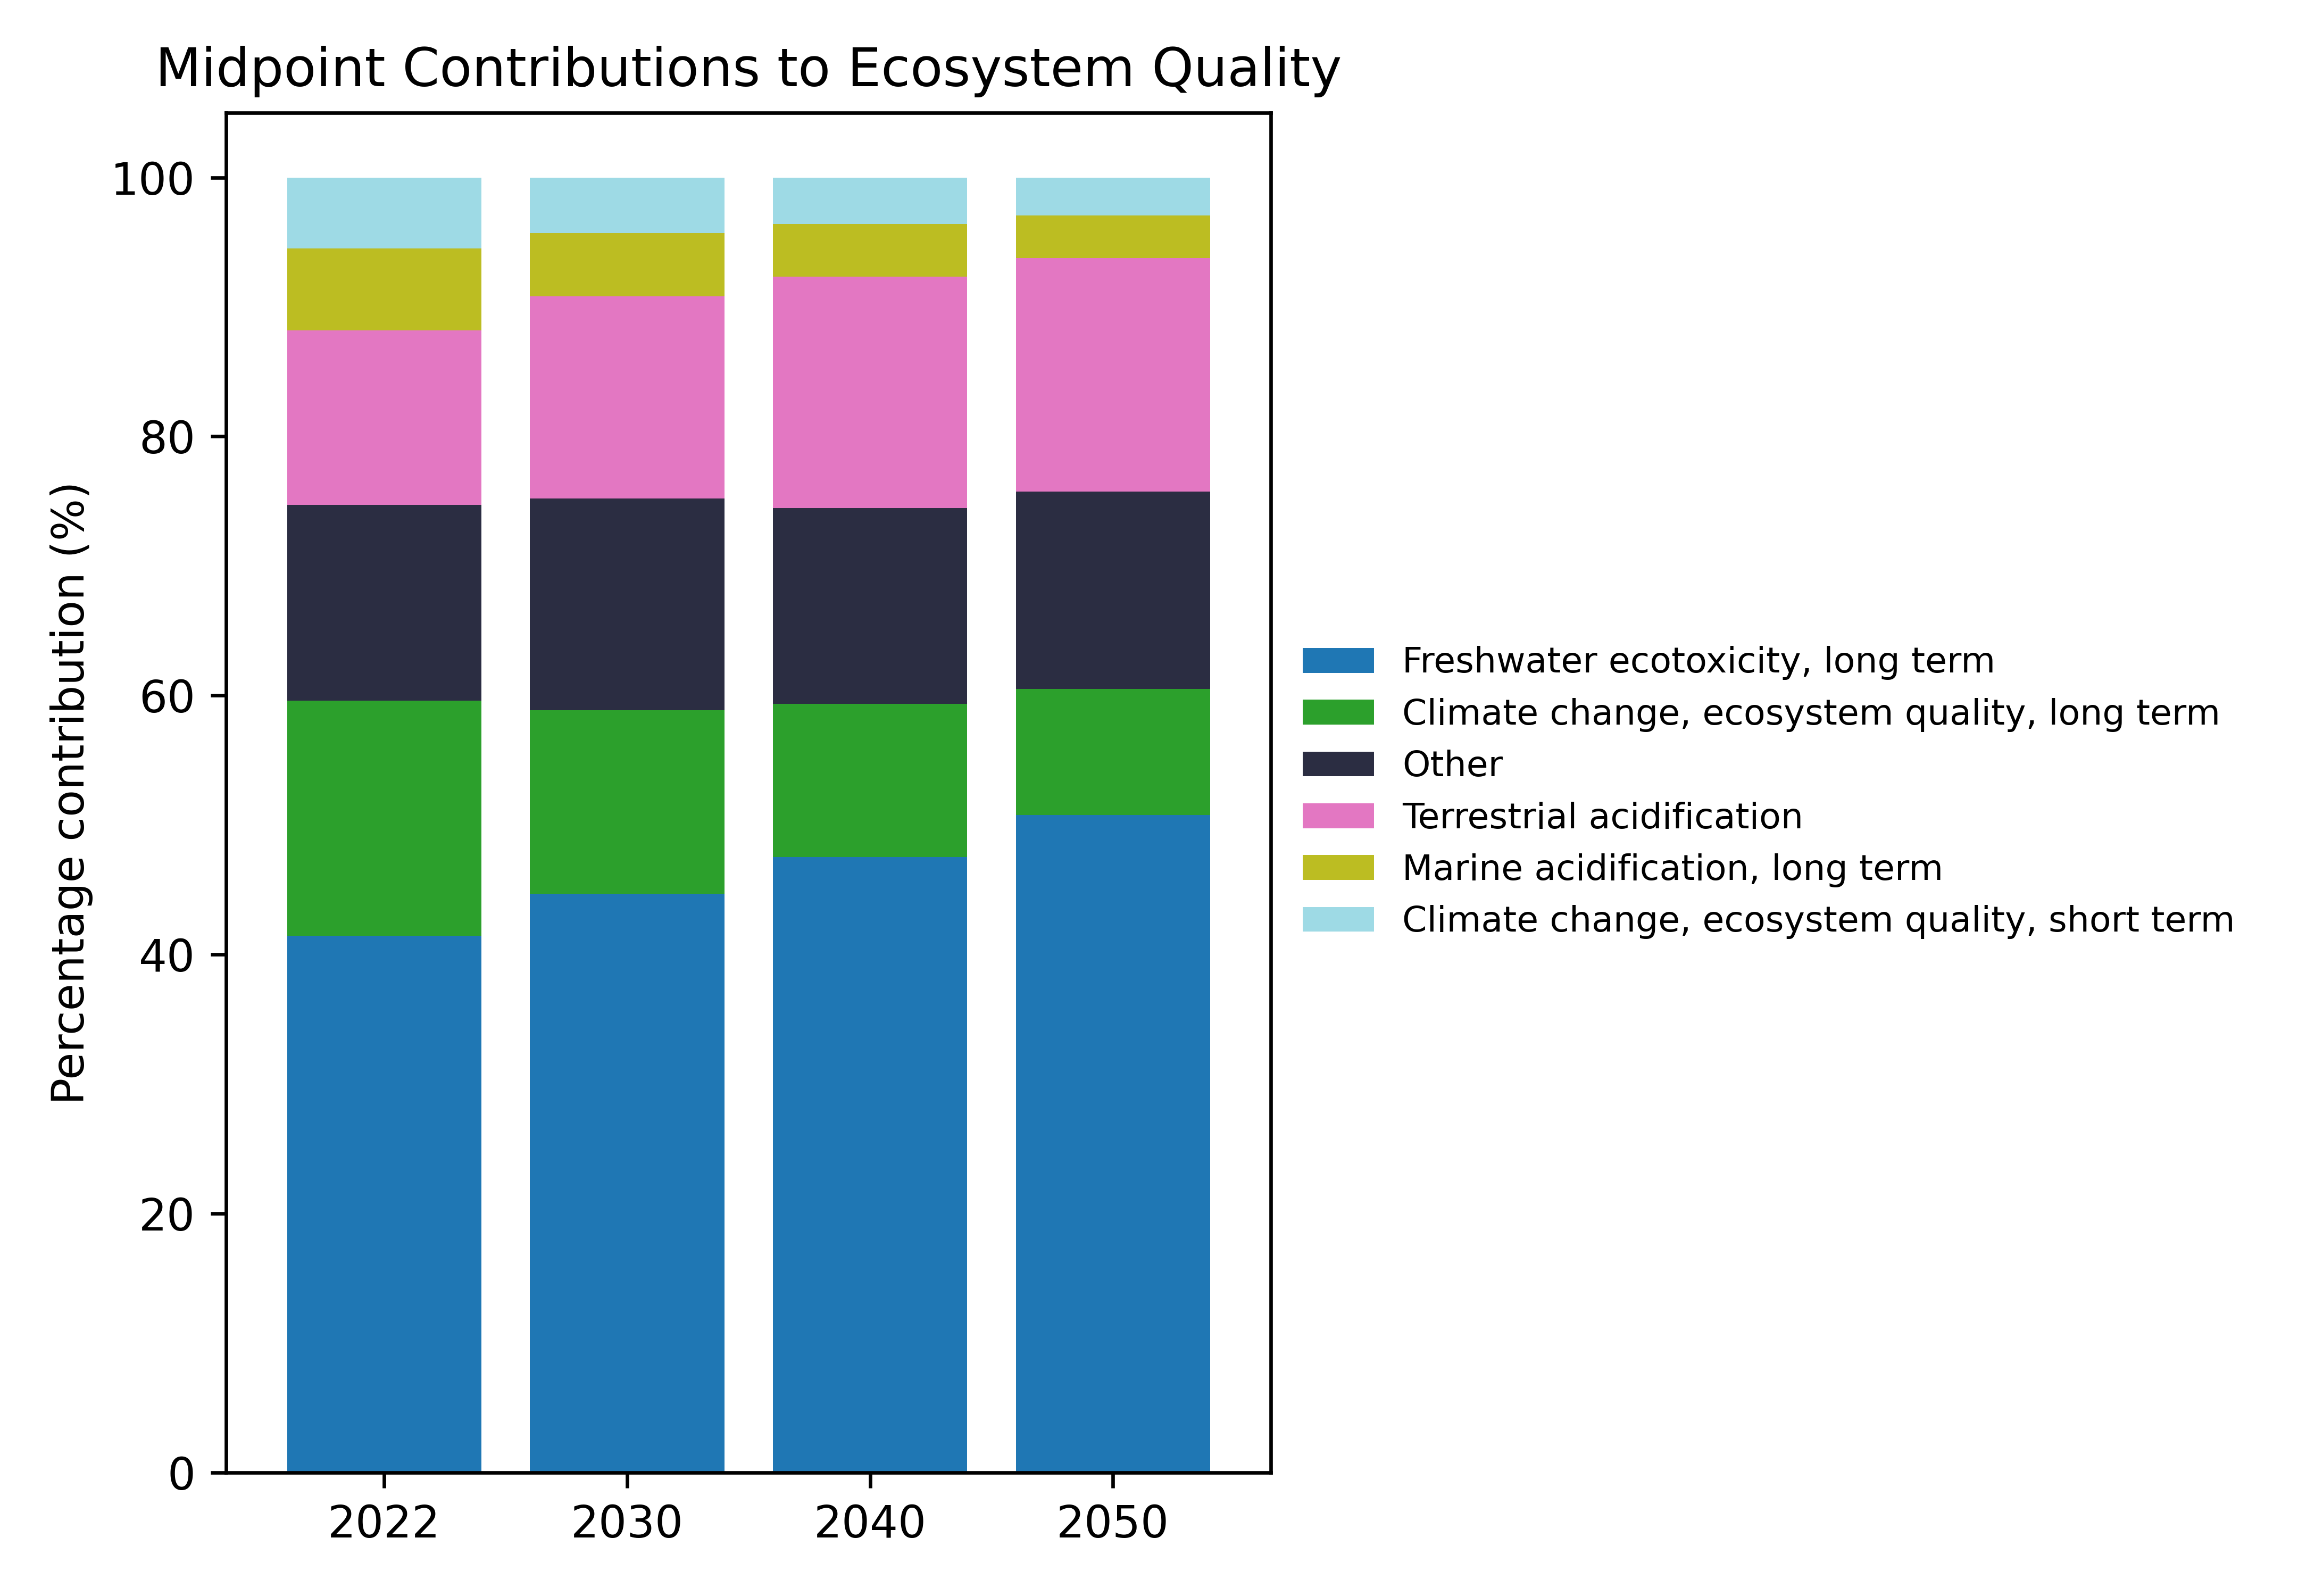 Midpoint Contributions to Ecosystem Quality
Percentage contribution (%)
100
80
60
40
20
0
2022
2030
2040
2050
Freshwater ecotoxicity, long term
Climate change, ecosystem quality, long term
Other
Terrestrial acidification
Marine acidification, long term
Climate change, ecosystem quality, short term